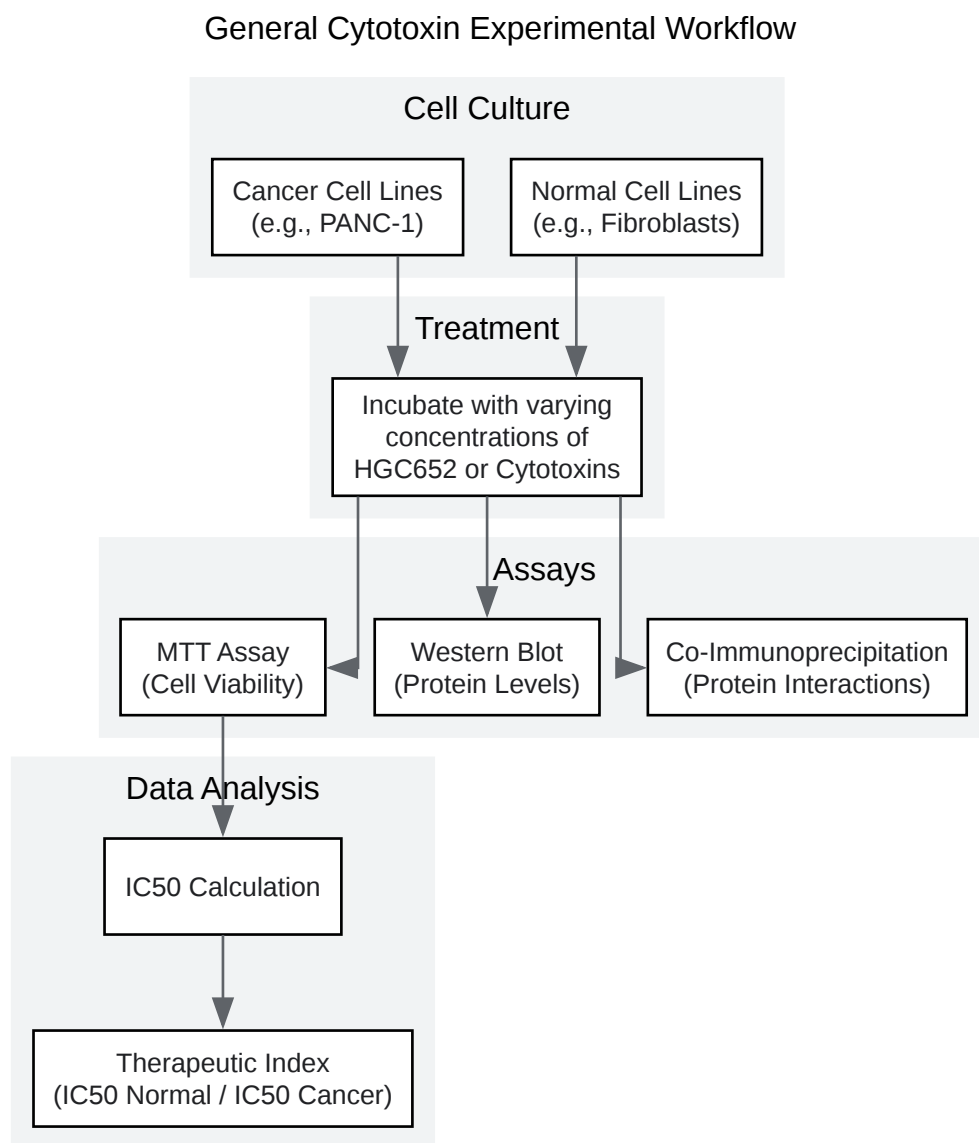 General Cytotoxin Experimental Workflow
Cell Culture
Cancer Cell Lines
(e.g., PANC-1)
Normal Cell Lines
(e.g., Fibroblasts)
Treatment
Incubate with varying
concentrations of
HGC652 or Cytotoxins
Assays
MTT Assay
(Cell Viability)
Western Blot
(Protein Levels)
Co-Immunoprecipitation
(Protein Interactions)
Data Analysis
IC50 Calculation
Therapeutic Index
(IC50 Normal / IC50 Cancer)